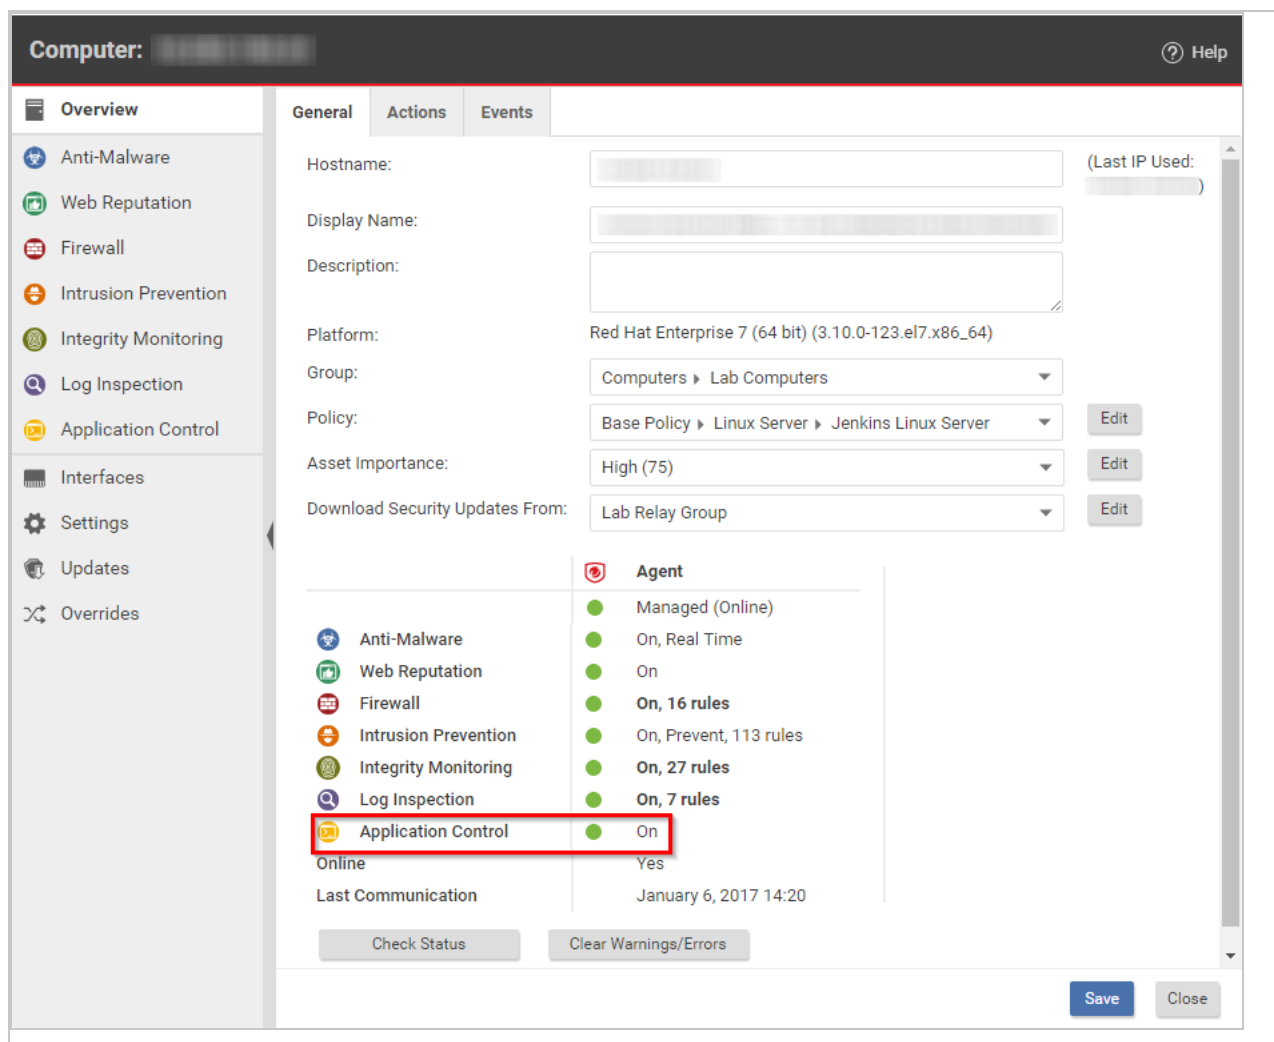 Computer:
Help
Overview
Anti-Malware
Web Reputation
Firewall
Intrusion Prevention
Integrity Monitoring
Log Inspection
Application Control
Interfaces
Settings
Updates
Overrides
General Actions Events
Hostname: (Last IP Used:
)
Display Name:
Description:
Platform: Red Hat Enterprise 7 (64 bit) (3.10.0-123.el7.x86_64)
Group: Computers Lab Computers
Policy: Base Policy Linux Server Jenkins Linux Server Edit
Asset Importance: High (75) Edit
Download Security Updates From: Lab Relay Group Edit
Agent
Managed (Online)
Anti-Malware On, Real Time
Web Reputation On
Firewall On, 16 rules
Intrusion Prevention On, Prevent, 113 rules
Integrity Monitoring On, 27 rules
Log Inspection On, 7 rules
Application Control On
Online Yes
Last Communication January 6, 2017 14:20
Check Status Clear Warnings/Errors
Save Close